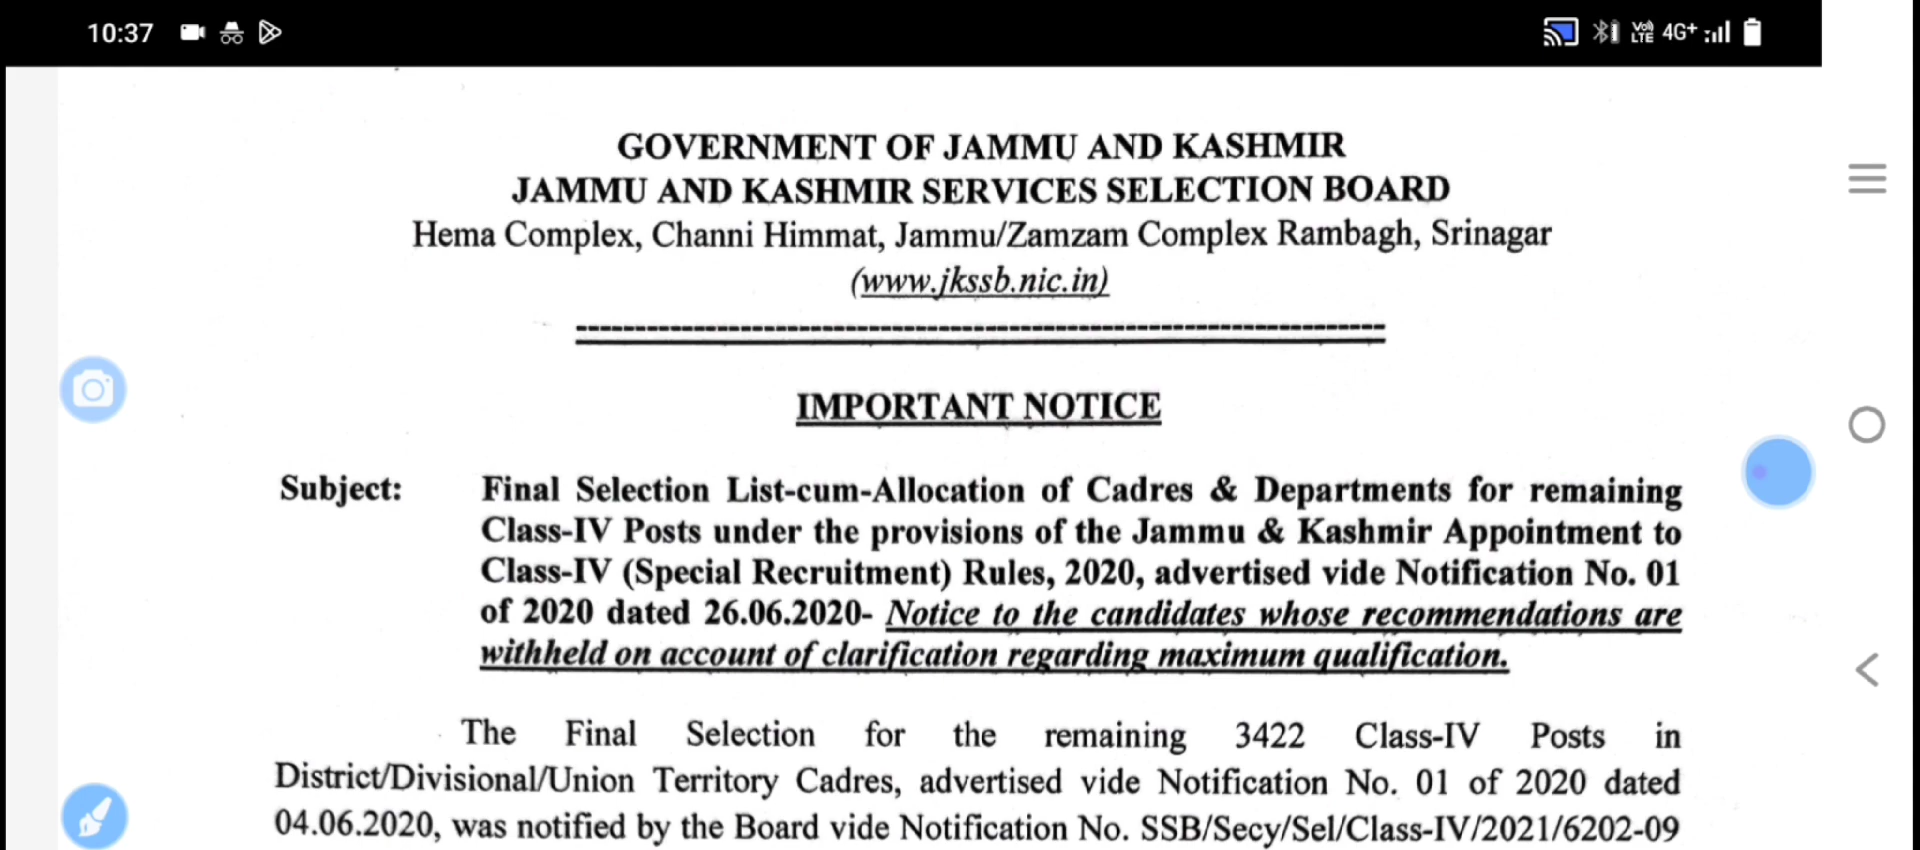 10:37
Vo)) LTE 4G+
GOVERNMENT OF JAMMU AND KASHMIR
JAMMU AND KASHMIR SERVICES SELECTION BOARD
Hema Complex, Channi Himmat, Jammu/Zamzam Complex Rambagh, Srinagar
(www.jkssb.nic.in)
IMPORTANT NOTICE
Subject: Final Selection List-cum-Allocation of Cadres & Departments for remaining
Class-IV Posts under the provisions of the Jammu & Kashmir Appointment to
Class-IV (Special Recruitment) Rules, 2020, advertised vide Notification No. 01
of 2020 dated 26.06.2020- Notice to the candidates whose recommendations are
withheld on account of clarification regarding maximum qualification.
The Final Selection for the remaining 3422 Class-IV Posts in
District/Divisional/Union Territory Cadres, advertised vide Notification No. 01 of 2020 dated
04.06.2020, was notified by the Board vide Notification No. SSB/Secy/Sel/Class-IV/2021/6202-09